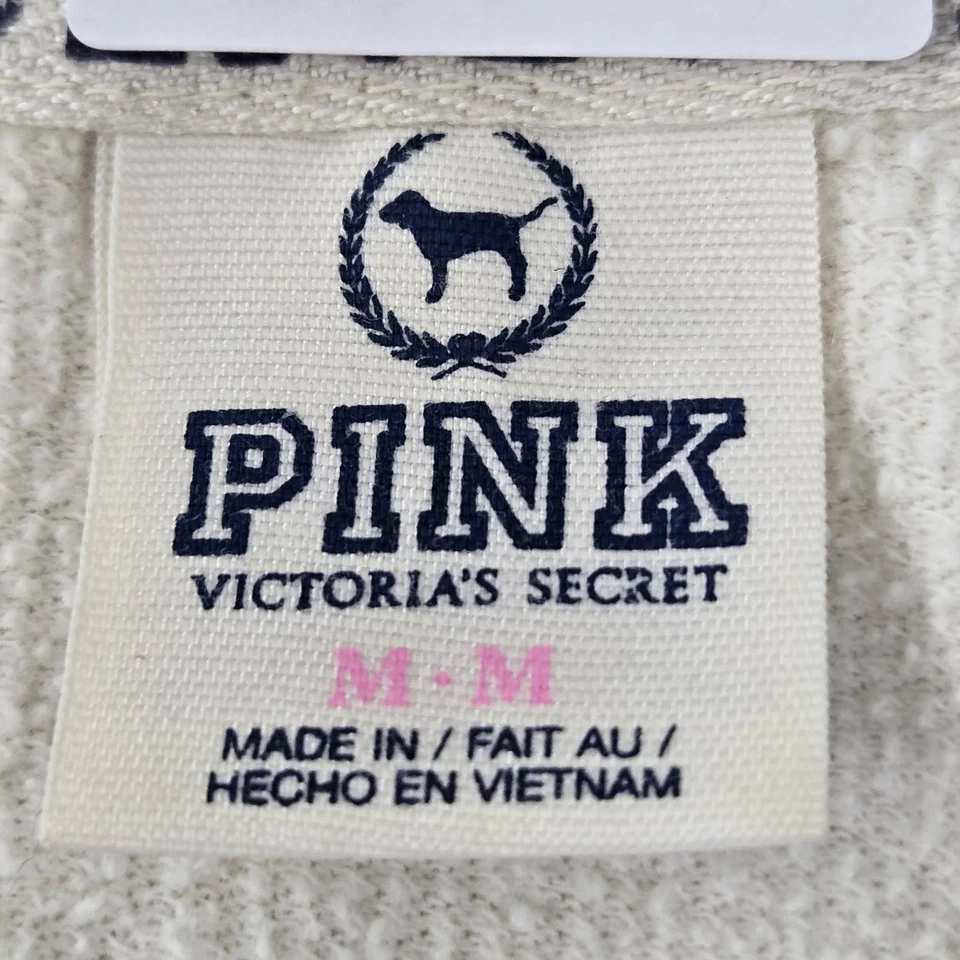 PINK
VICTORIA'S SECRET
M·M
MADE IN / FAIT AU /
HECHO EN VIETNAM